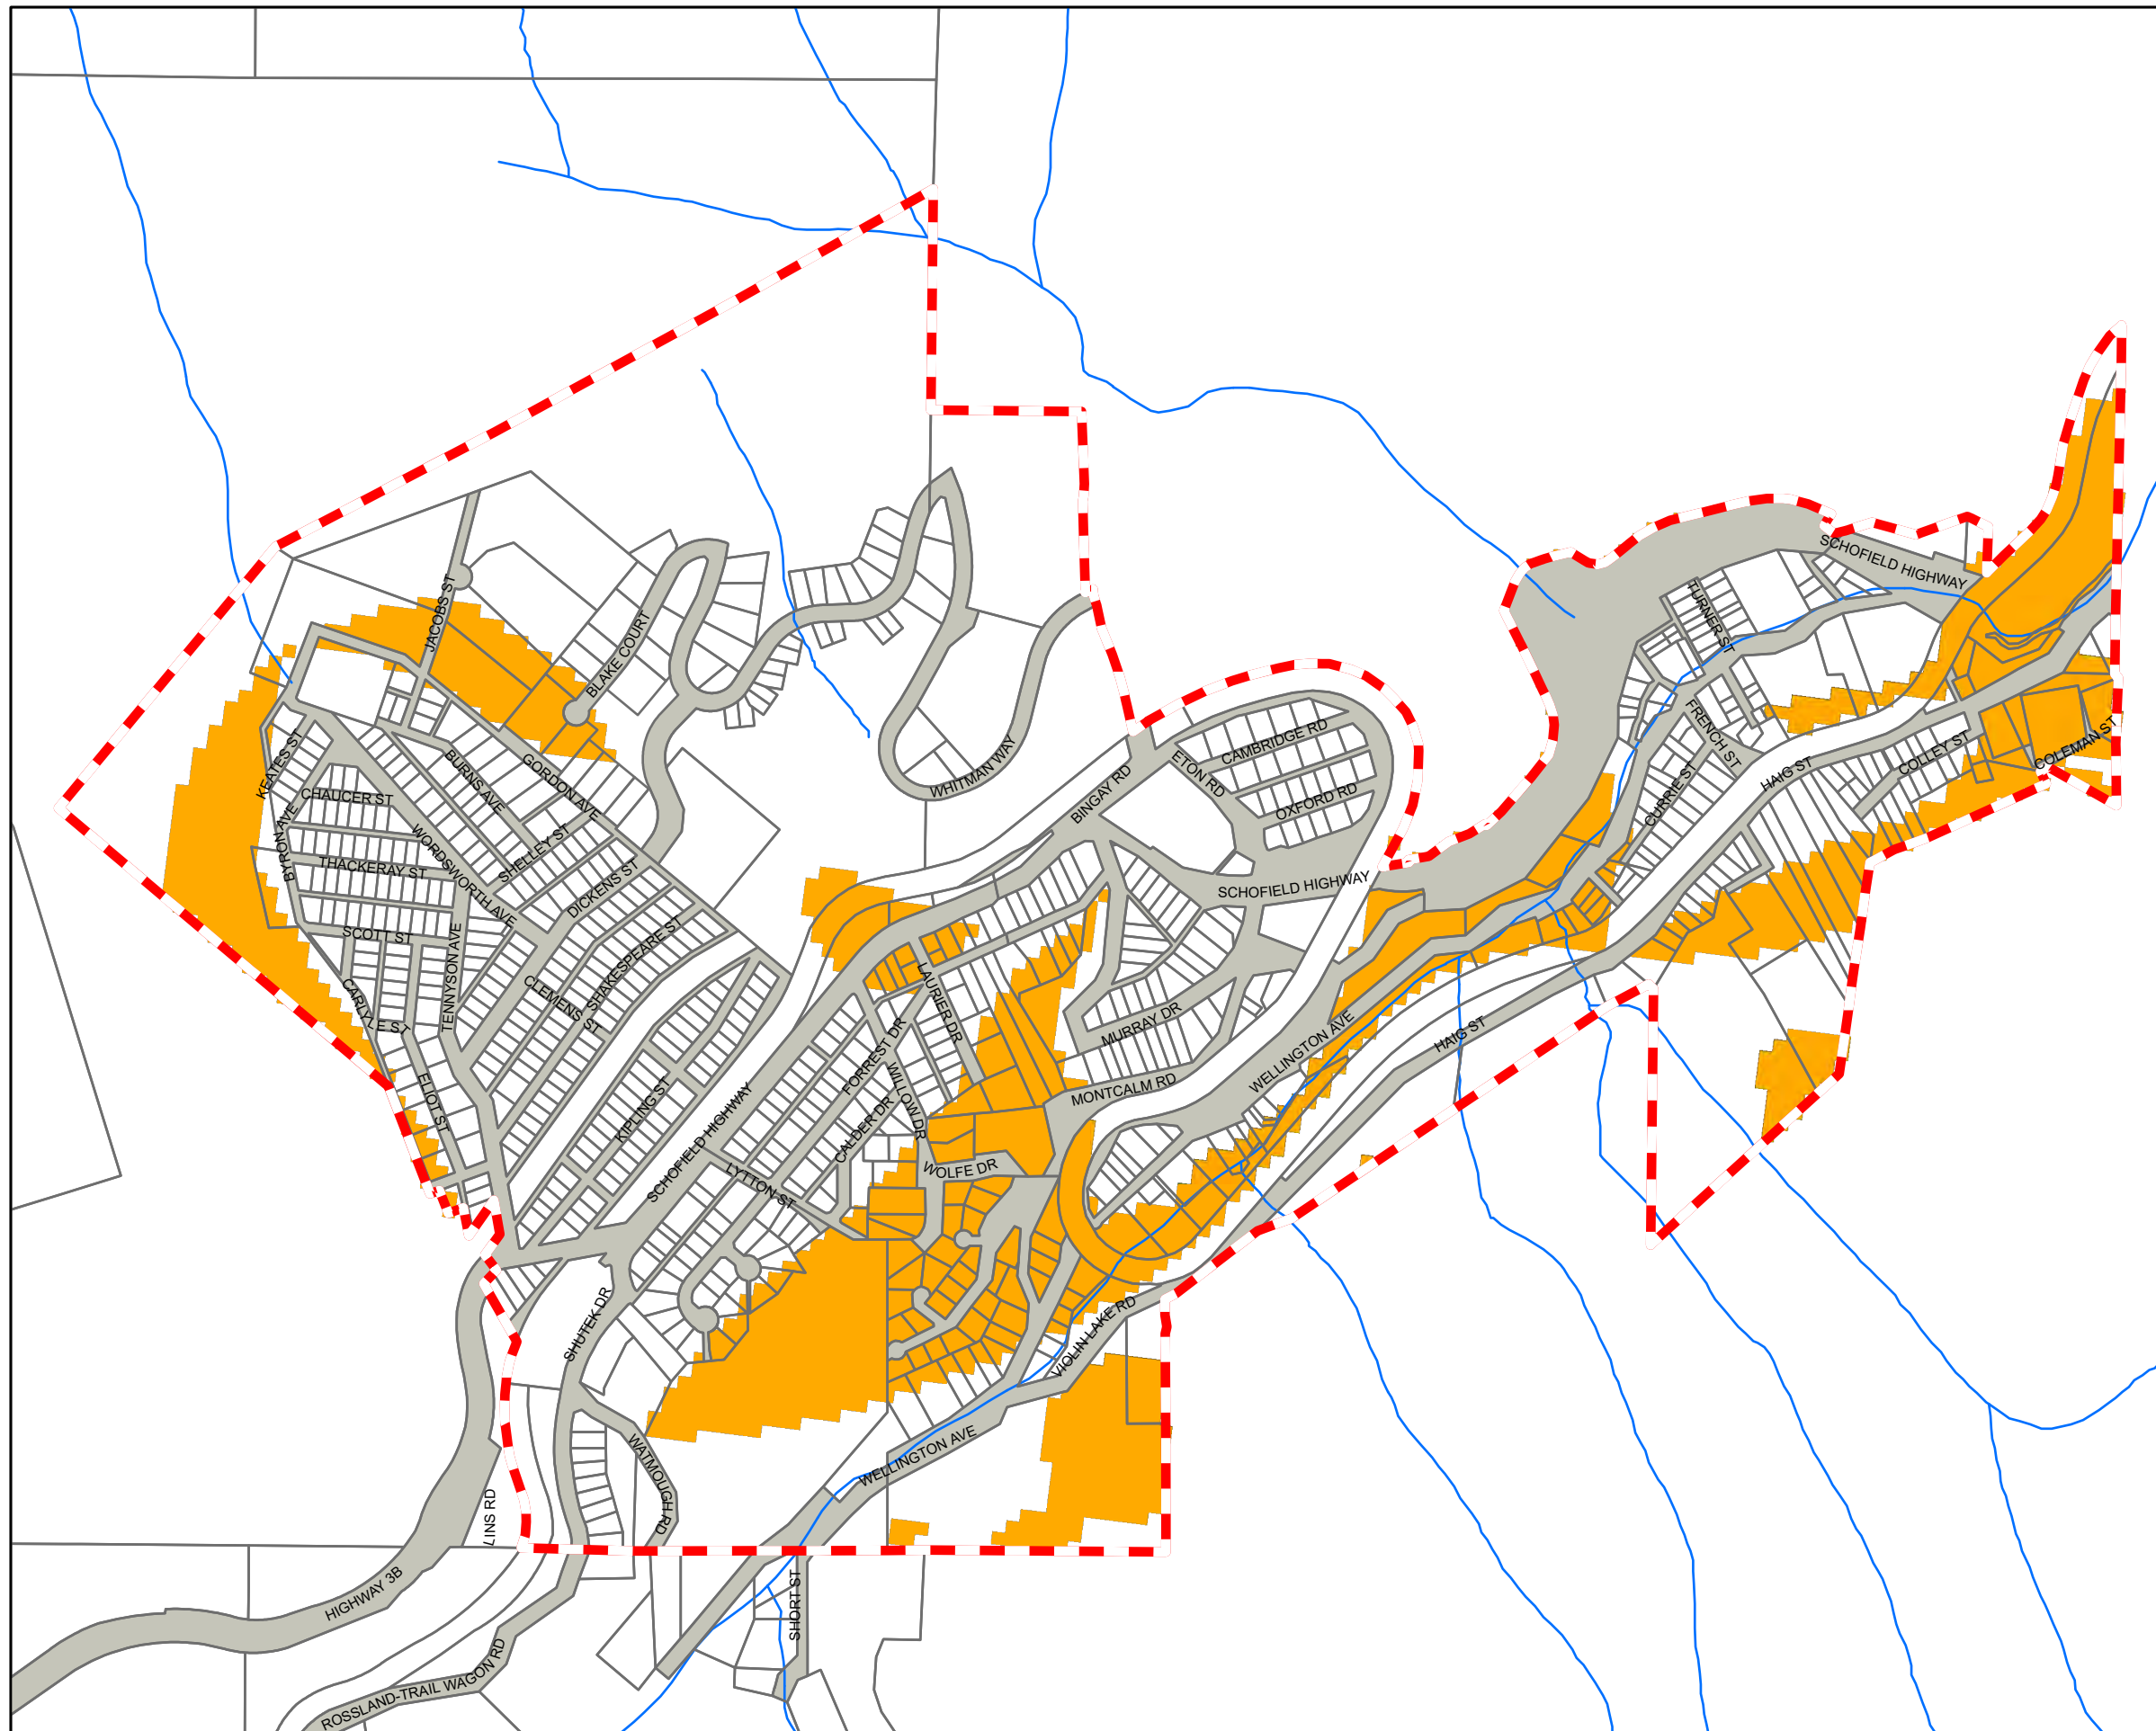 SCHOFIELD HIGHWAY
TURNER ST
JACOBS ST
BLAKE COURT
FRENCH ST
CAMBRIDGE RD
KEATES ST
WHITMAN WAY
ETON RD
COLEMAN ST
COLLEY ST
BURNS AVE
GORDON AVE
BINGAY RD
HAIG ST
CHAUCER ST
OXFORD RD
CURRIE ST
BYRON AVE
WORDSWORTH AVE
SHELLEY ST
THACKERAY ST
DICKENS ST
SCHOFIELD HIGHWAY
SCOTT ST
TENNYSON AVE
SHAKESPEARE ST
LAURIER DR
CARLYLE ST
CLEMENS ST
MURRAY DR
FORREST DR
WELLINGTON AVE
HAIG ST
ELIOT ST
KIPLING ST
WILLOW DR
MONTCALM RD
SCHOFIELD HIGHWAY
CALDER DR
LYTTON ST
WOLFE DR
SHUTEK DR
VIOLIN LAKE RD
WATMOUGH RD
WELLINGTON AVE
LINS RD
HIGHWAY 3B
SHORT ST
ROSSLAND-TRAIL WAGON RD